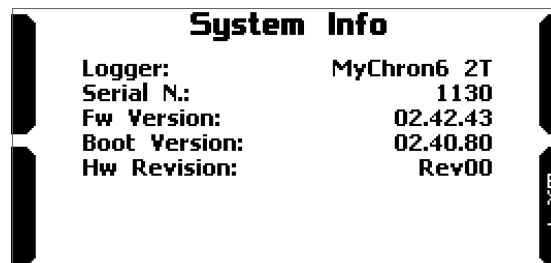 System Info
Logger: MyChron6 2T
Serial N.: 1130
Fw Version: 02.42.43
Boot Version: 02.40.80
Hw Revision: Rev00